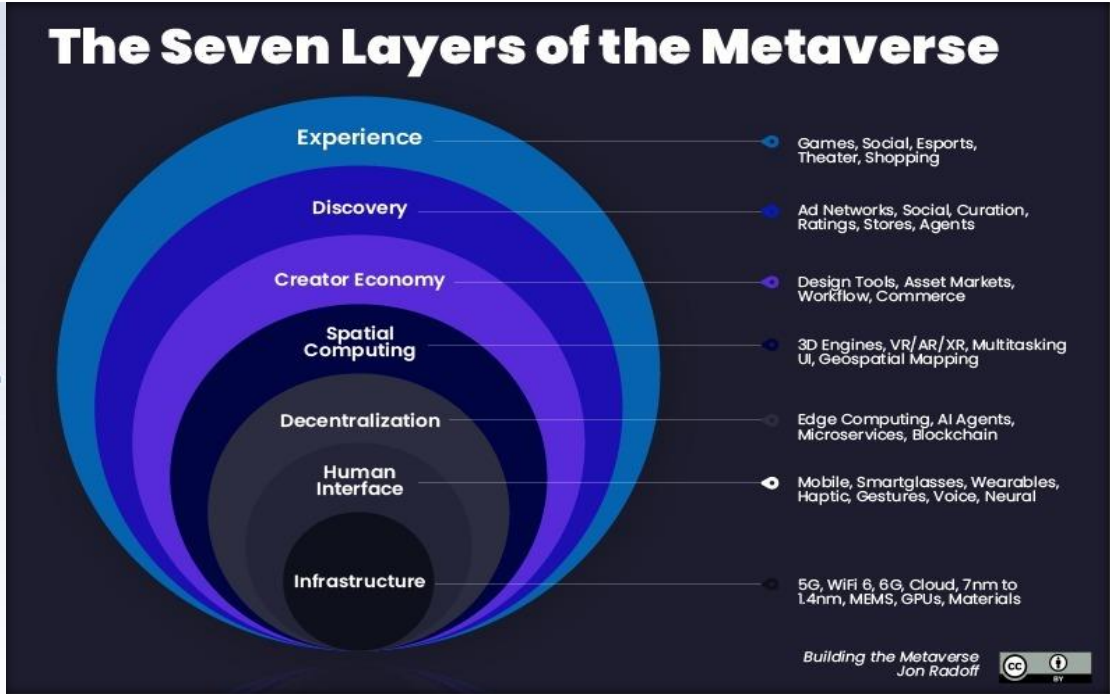 The Seven Layers of the Metaverse
Experience
Games, Social, Esports,
Theater, Shopping
Discovery
Ad Networks, Social, Curation,
Ratings, Stores, Agents
Creator Economy
Design Tools, Asset Markets,
Workflow, Commerce
Spatial
Computing
3D Engines, VR/AR/XR, Multitasking
UI, Geospatial Mapping
Decentralization
Edge Computing, AI Agents,
Microservices, Blockchain
Human
Interface
Mobile, Smartglasses, Wearables,
Haptic, Gestures, Voice, Neural
Infrastructure
5G, WiFi 6, 6G, Cloud, 7nm to
1.4nm, MEMS, GPUs, Materials
Building the Metaverse
Jon Radoff
cc
BY